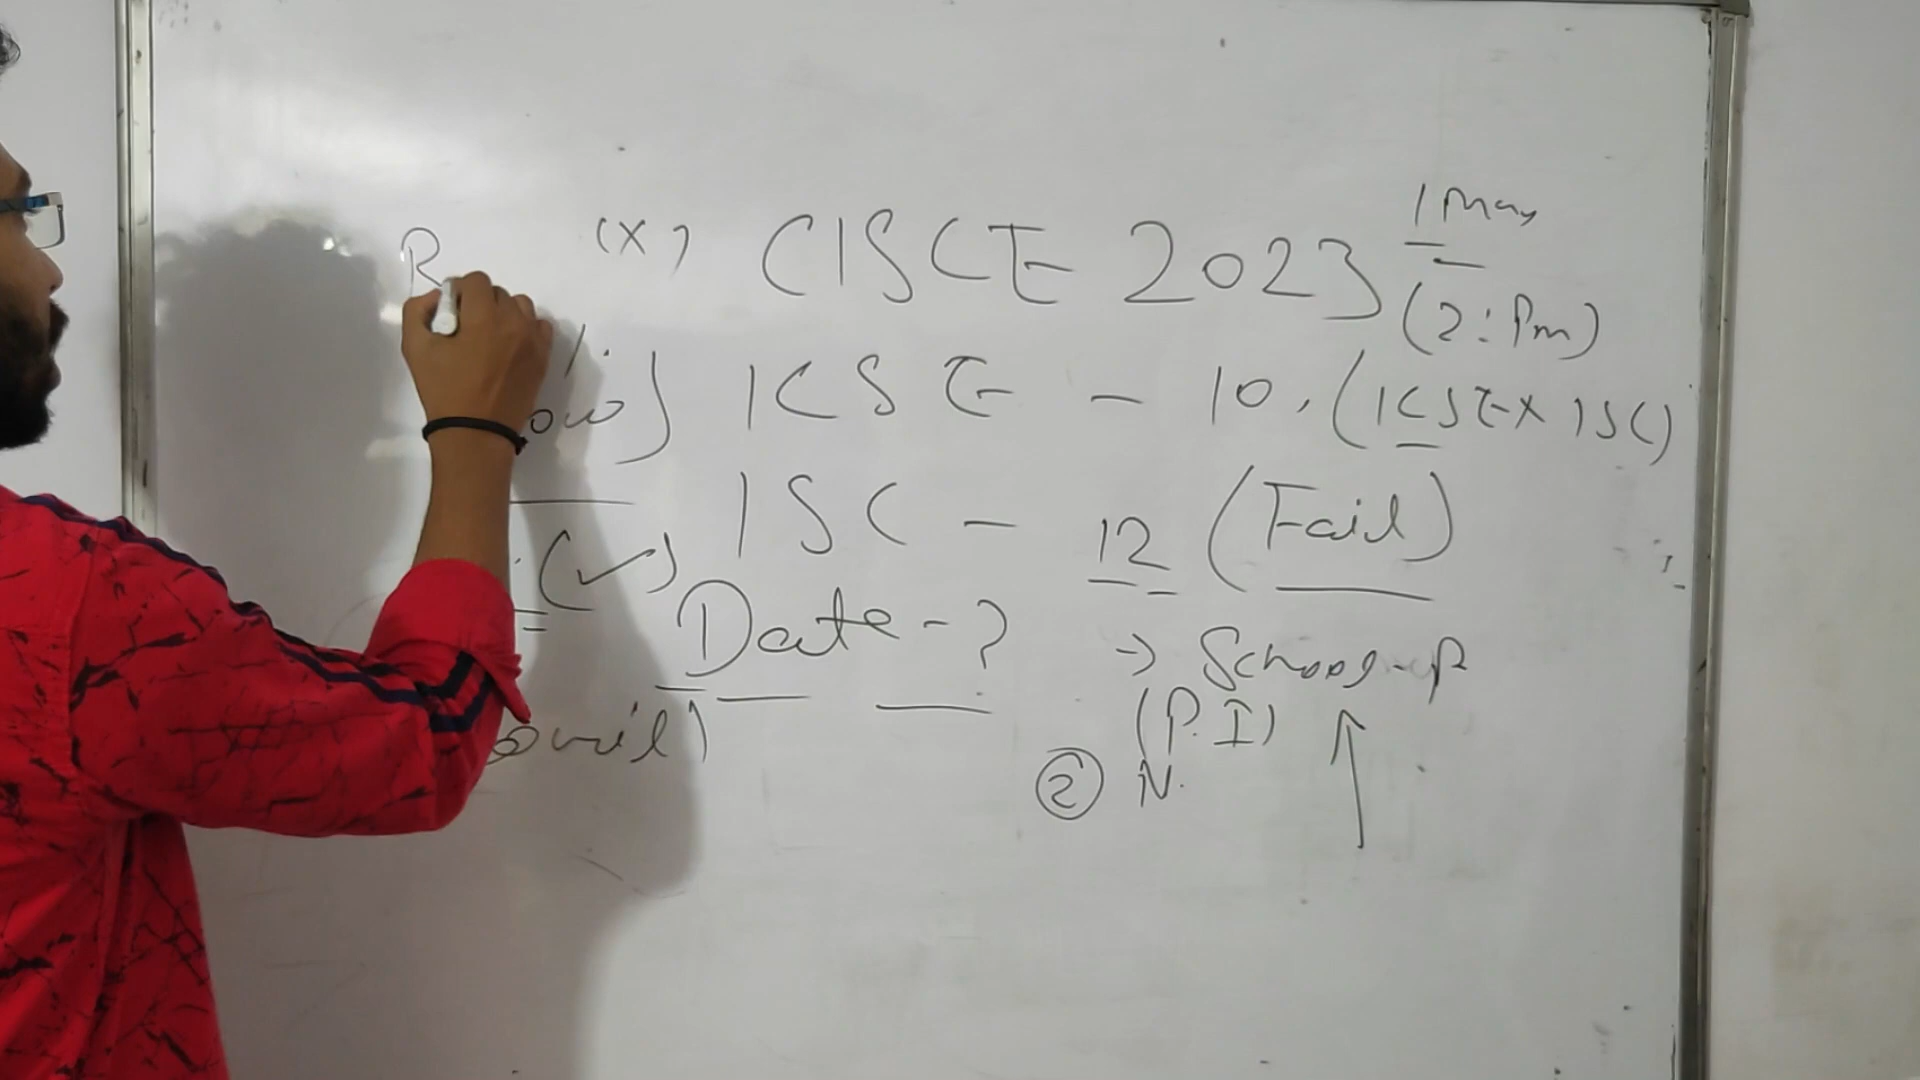 1 May
R (X) CISCE 2023
(2: Pm)
ICSE - 10. (ICSE X ISC)
ISC - 12 (Fail)
(✓)
Date - ?
→ School - P
(P. I)
② N.